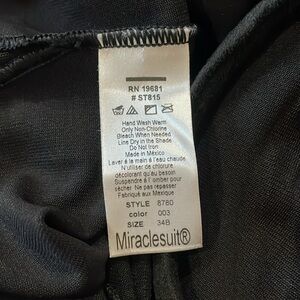 RN 19681
# ST815
Hand Wash Warm
Only Non-Chlorine
Bleach When Needed
Line Dry in the Shade
Do Not Iron
Made in México
Laver à la main à l'eau chaude
N'utiliser de chlorure
décolorant qu'au besoin
Suspendre à l' ombre pour
sécher. Ne pas repasser
Fabriqué aux Mexique
STYLE 8760
color 003
SIZE 34B
Miraclesuit®